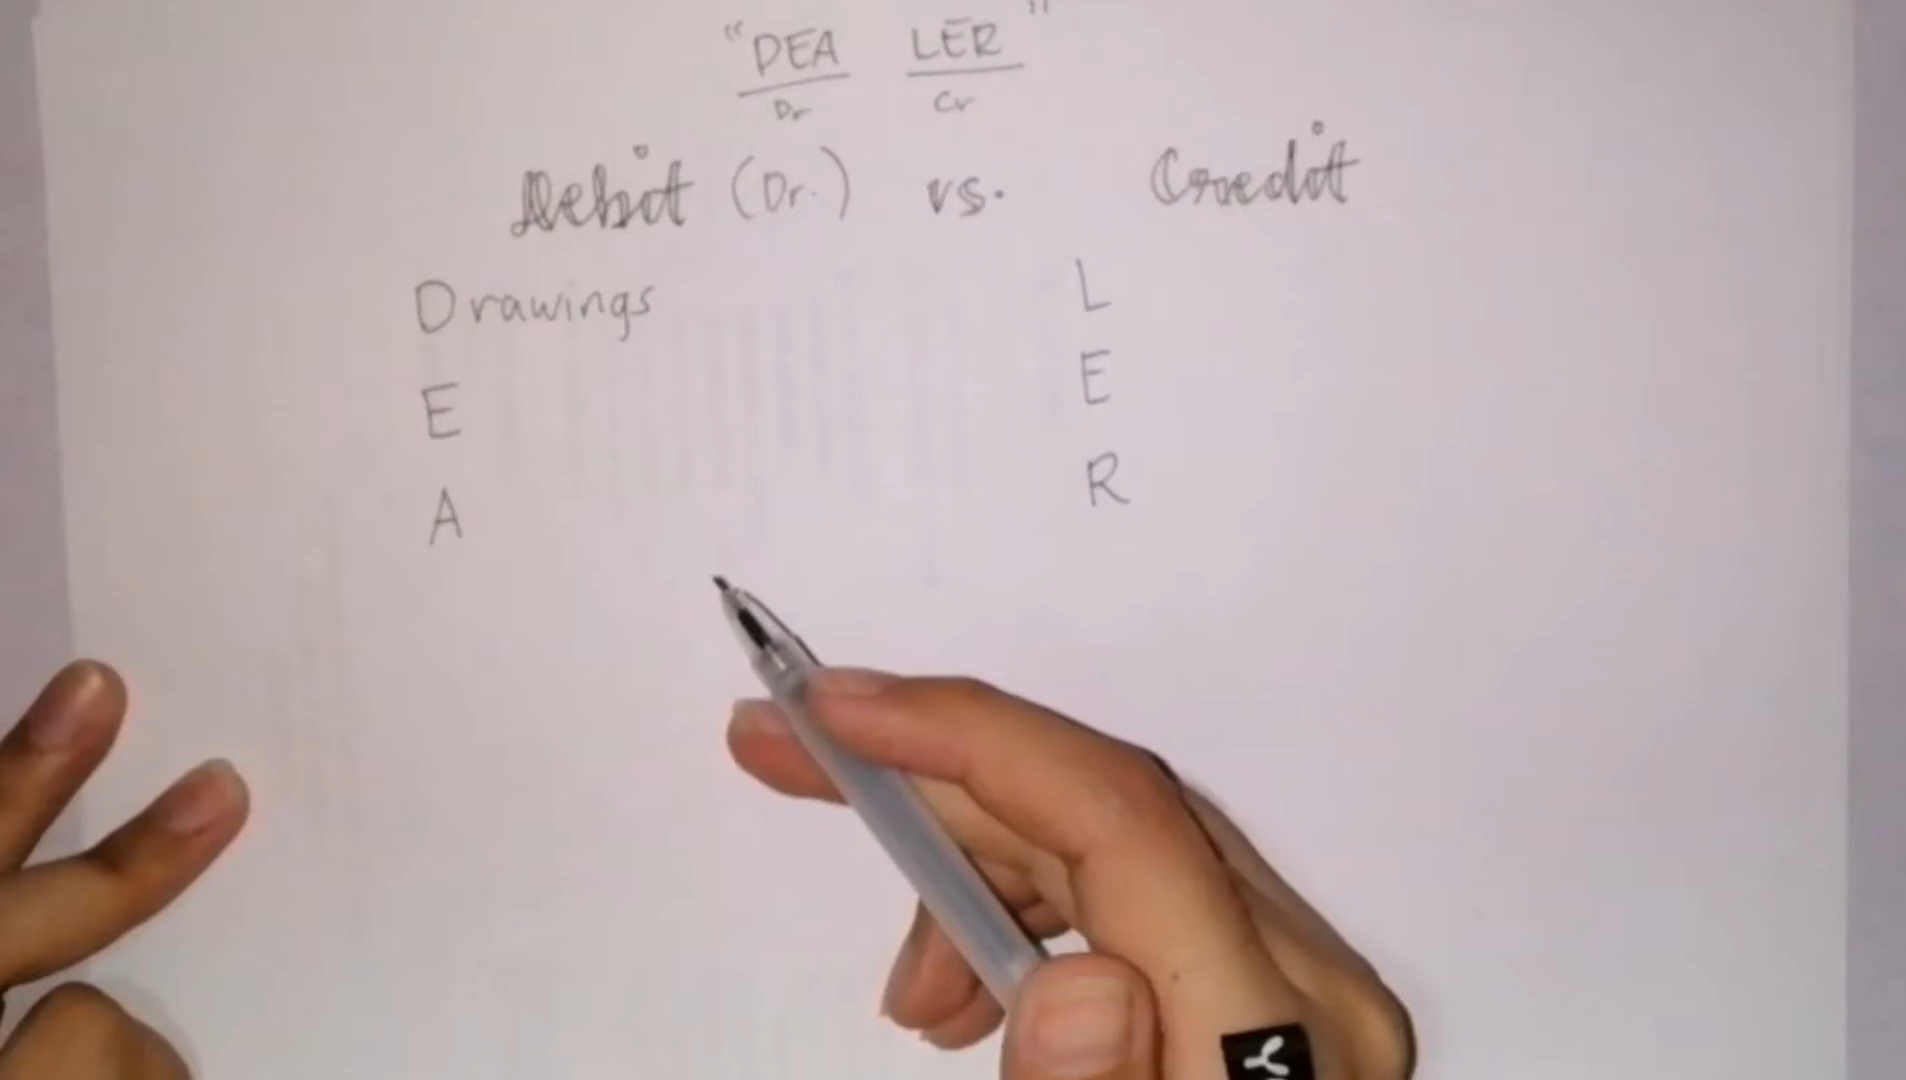 "DEA LER"
Dr Cr
Debit (Dr.) vs. Credit
Drawings L
E E
A R